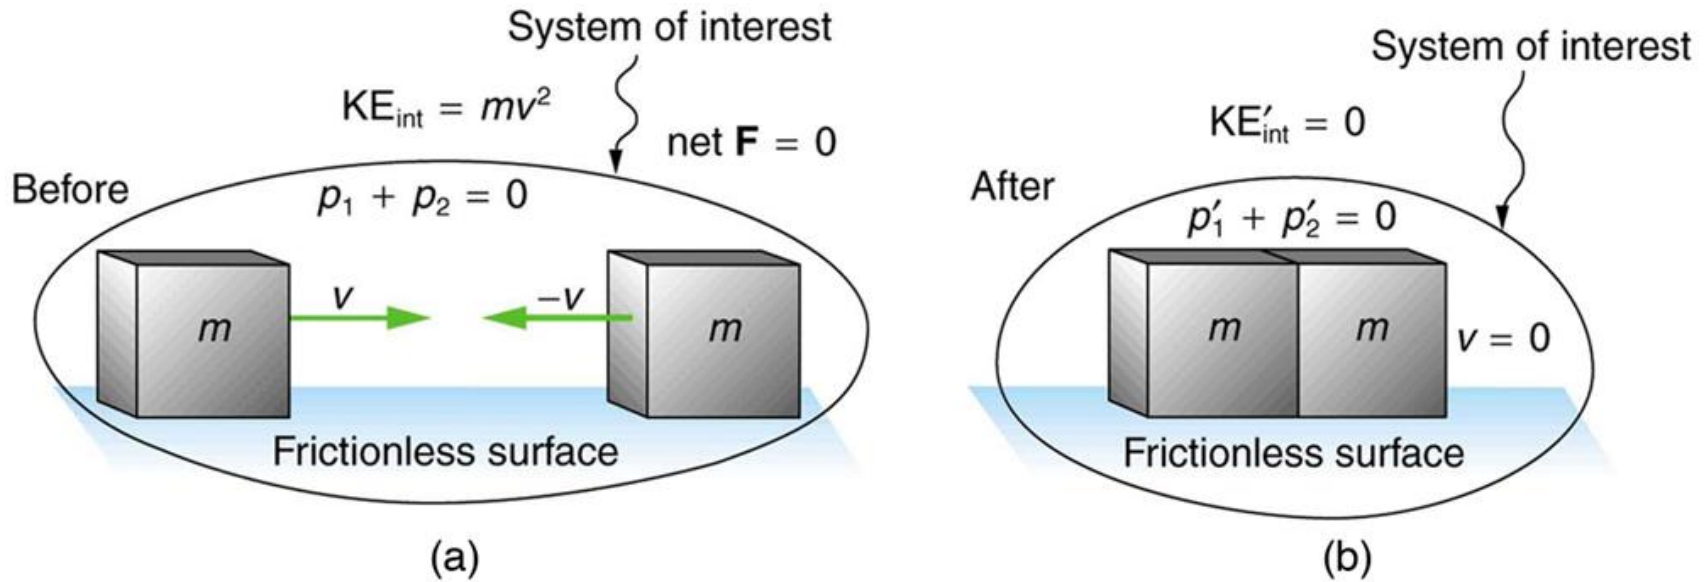 System of interest
KE_int = mv²
net F = 0
Before
p₁ + p₂ = 0
v
–v
m
m
Frictionless surface
(a)
System of interest
KE′_int = 0
After
p′₁ + p′₂ = 0
m
m
v = 0
Frictionless surface
(b)